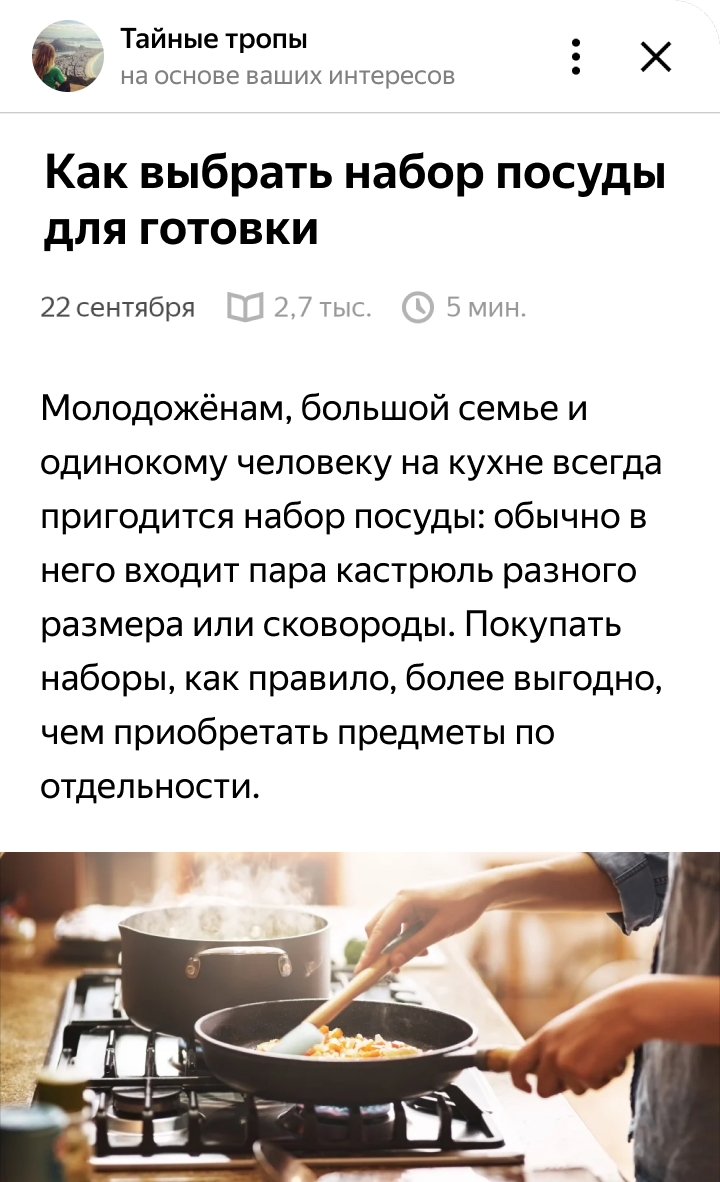 Тайные тропы
на основе ваших интересов
Как выбрать набор посуды
для готовки
22 сентября 2,7 тыс. 5 мин.
Молодожёнам, большой семье и
одинокому человеку на кухне всегда
пригодится набор посуды: обычно в
него входит пара кастрюль разного
размера или сковороды. Покупать
наборы, как правило, более выгодно,
чем приобретать предметы по
отдельности.